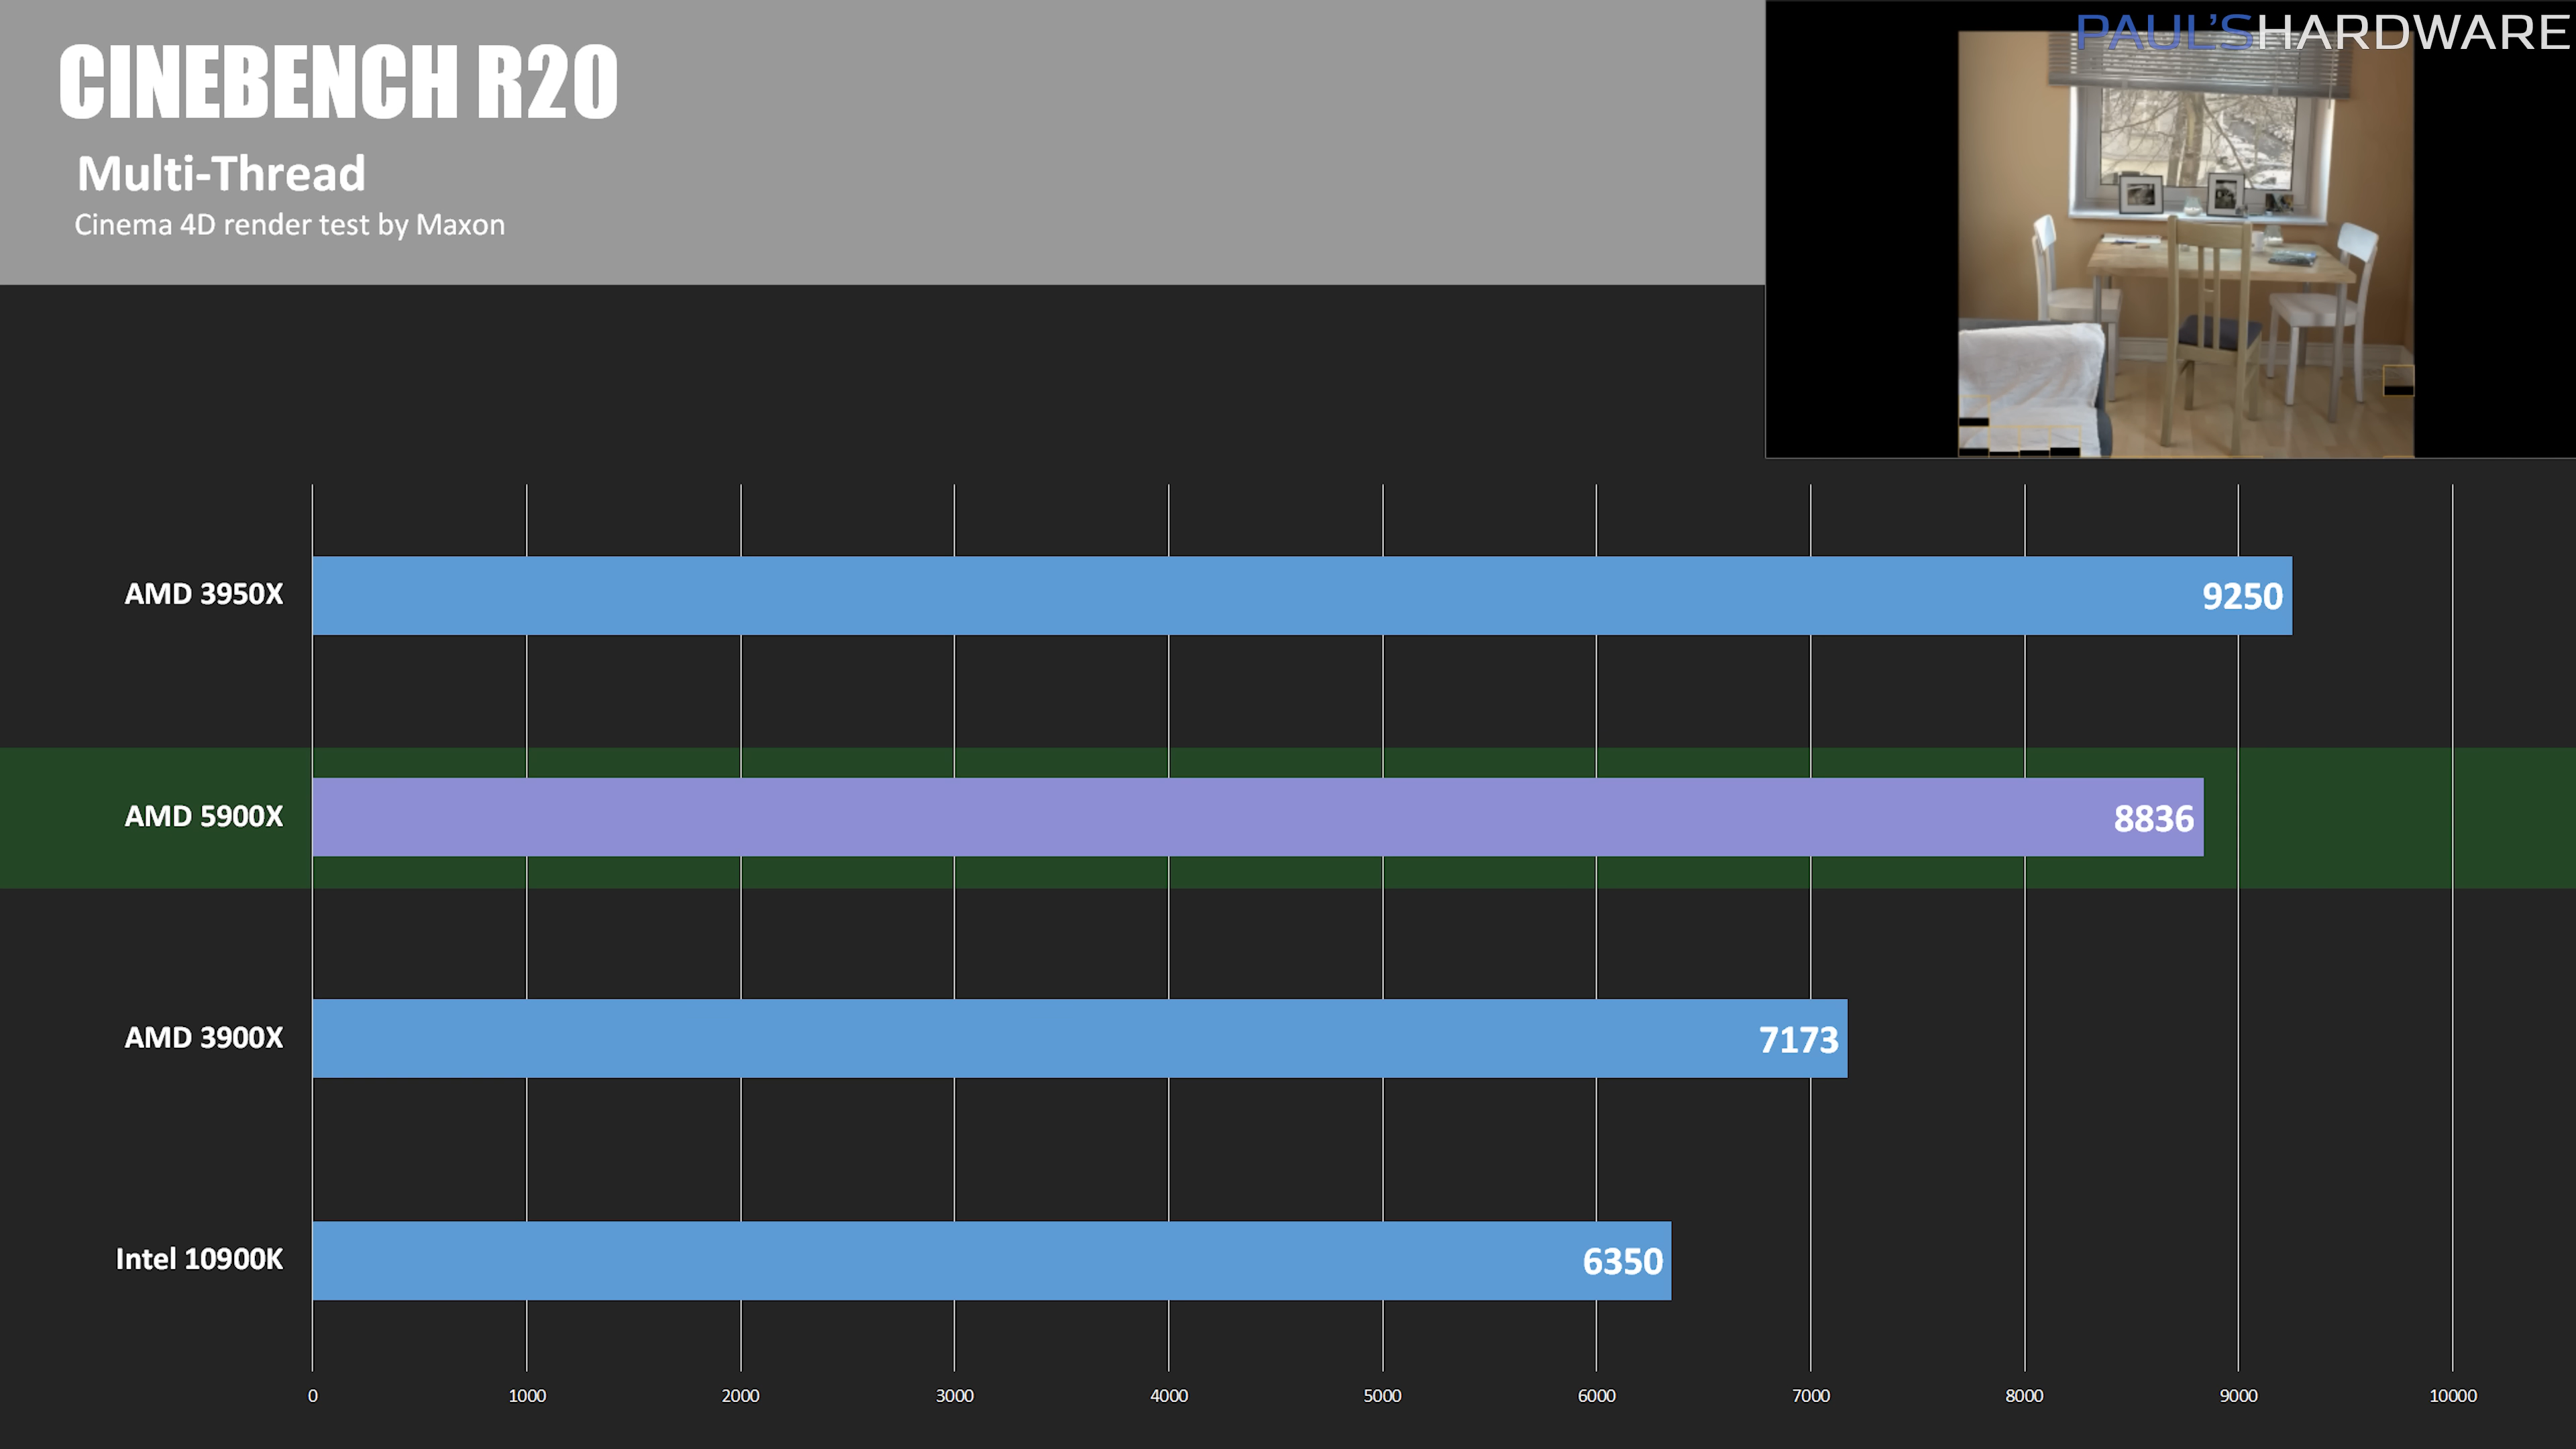 CINEBENCH R20
PAUL'SHARDWARE
Multi-Thread
Cinema 4D render test by Maxon
AMD 3950X
9250
AMD 5900X
8836
AMD 3900X
7173
Intel 10900K
6350
0 1000 2000 3000 4000 5000 6000 7000 8000 9000 10000